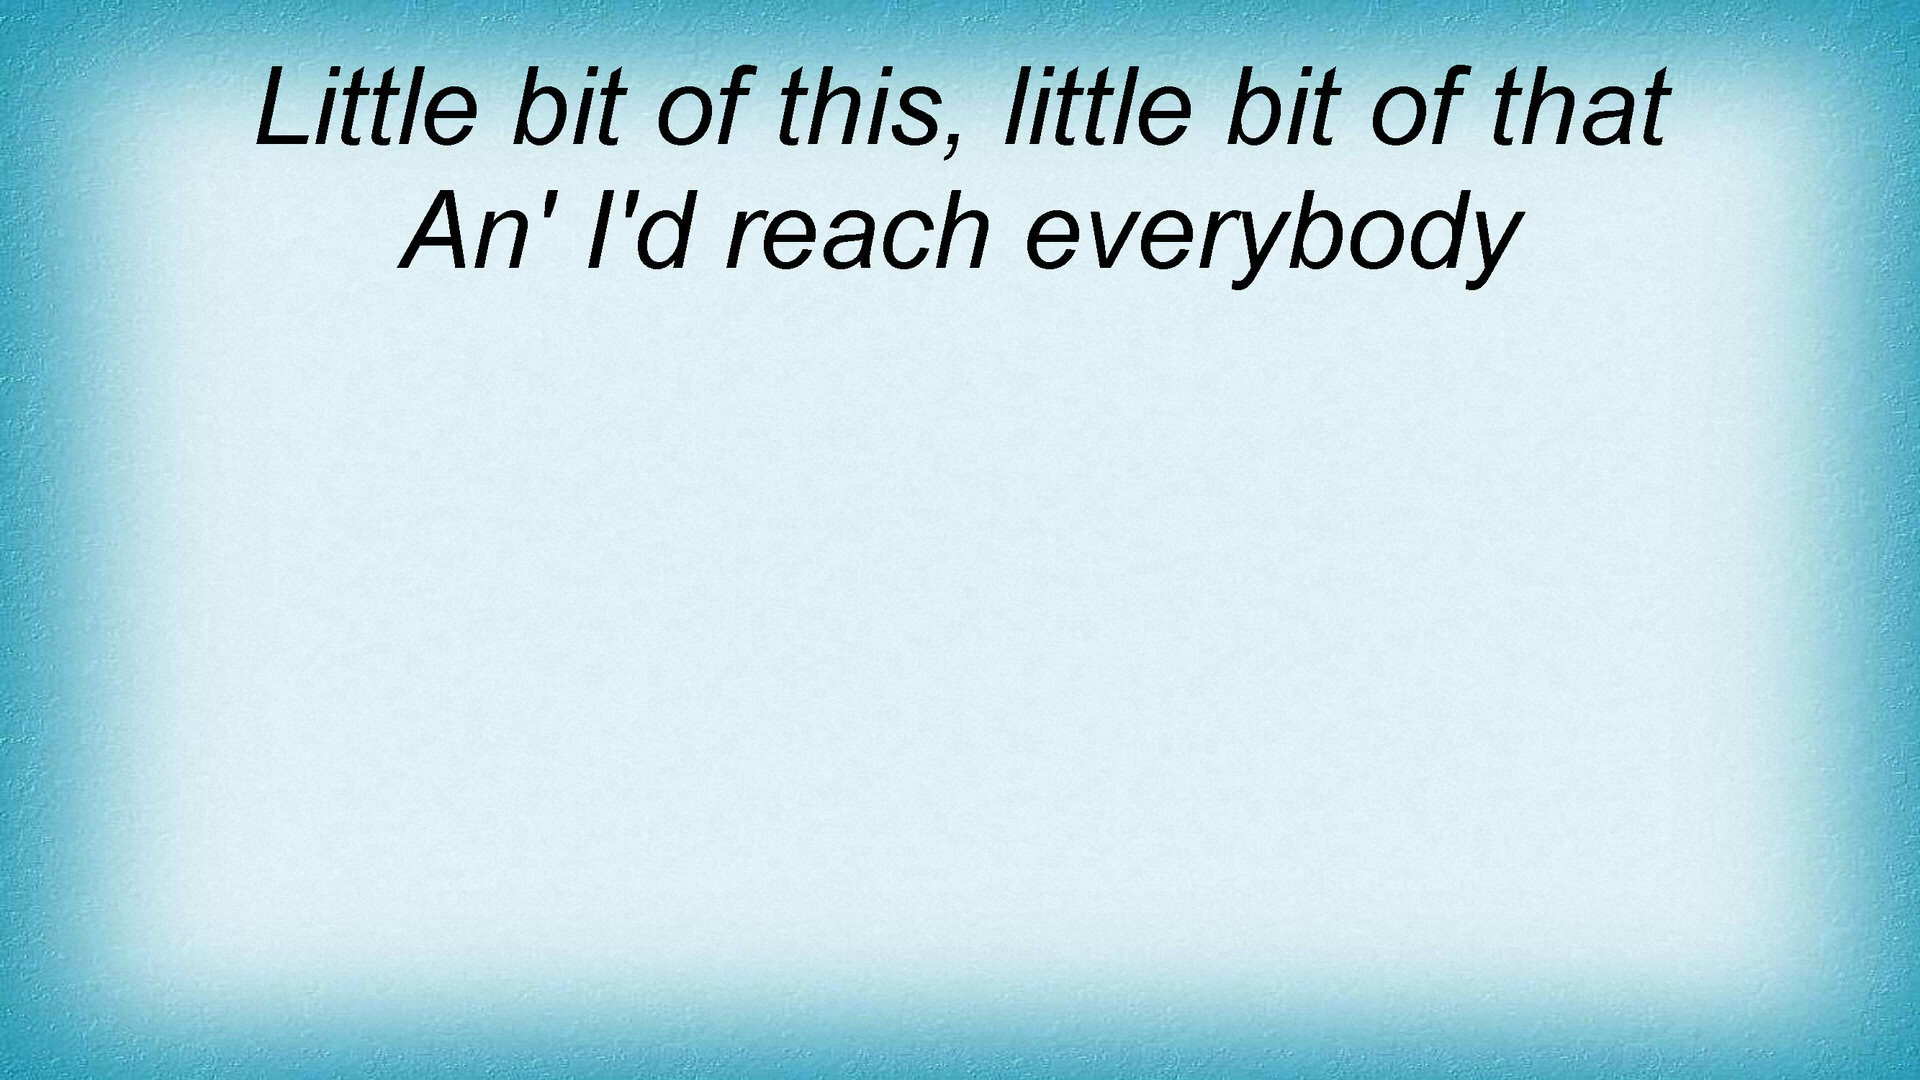 Little bit of this, little bit of that
An' I'd reach everybody